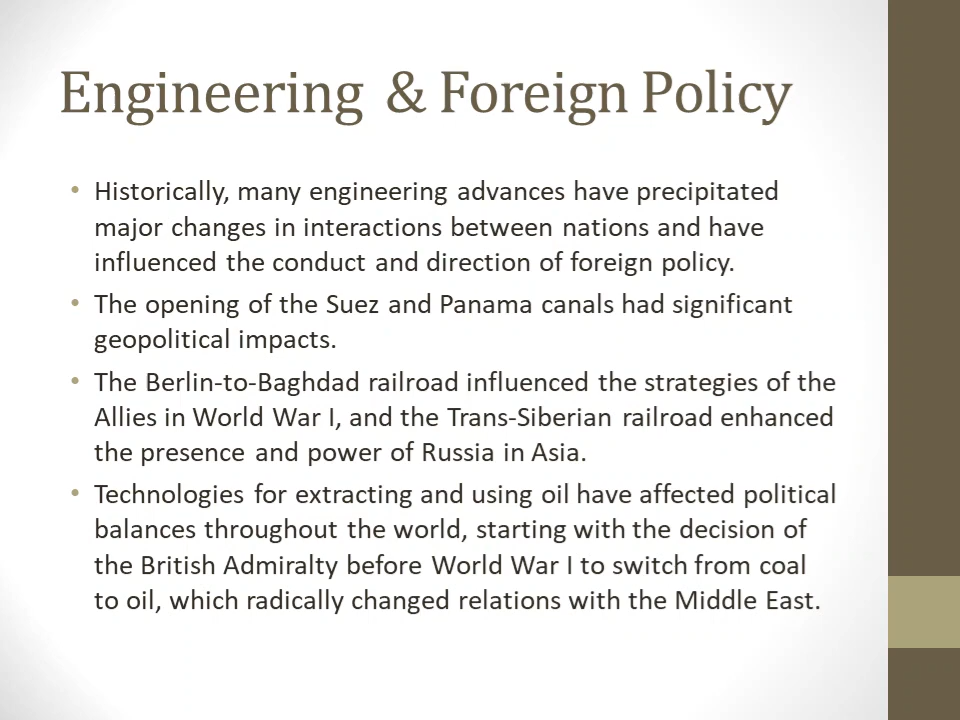 Engineering & Foreign Policy
• Historically, many engineering advances have precipitated
major changes in interactions between nations and have
influenced the conduct and direction of foreign policy.
• The opening of the Suez and Panama canals had significant
geopolitical impacts.
• The Berlin-to-Baghdad railroad influenced the strategies of the
Allies in World War I, and the Trans-Siberian railroad enhanced
the presence and power of Russia in Asia.
• Technologies for extracting and using oil have affected political
balances throughout the world, starting with the decision of
the British Admiralty before World War I to switch from coal
to oil, which radically changed relations with the Middle East.